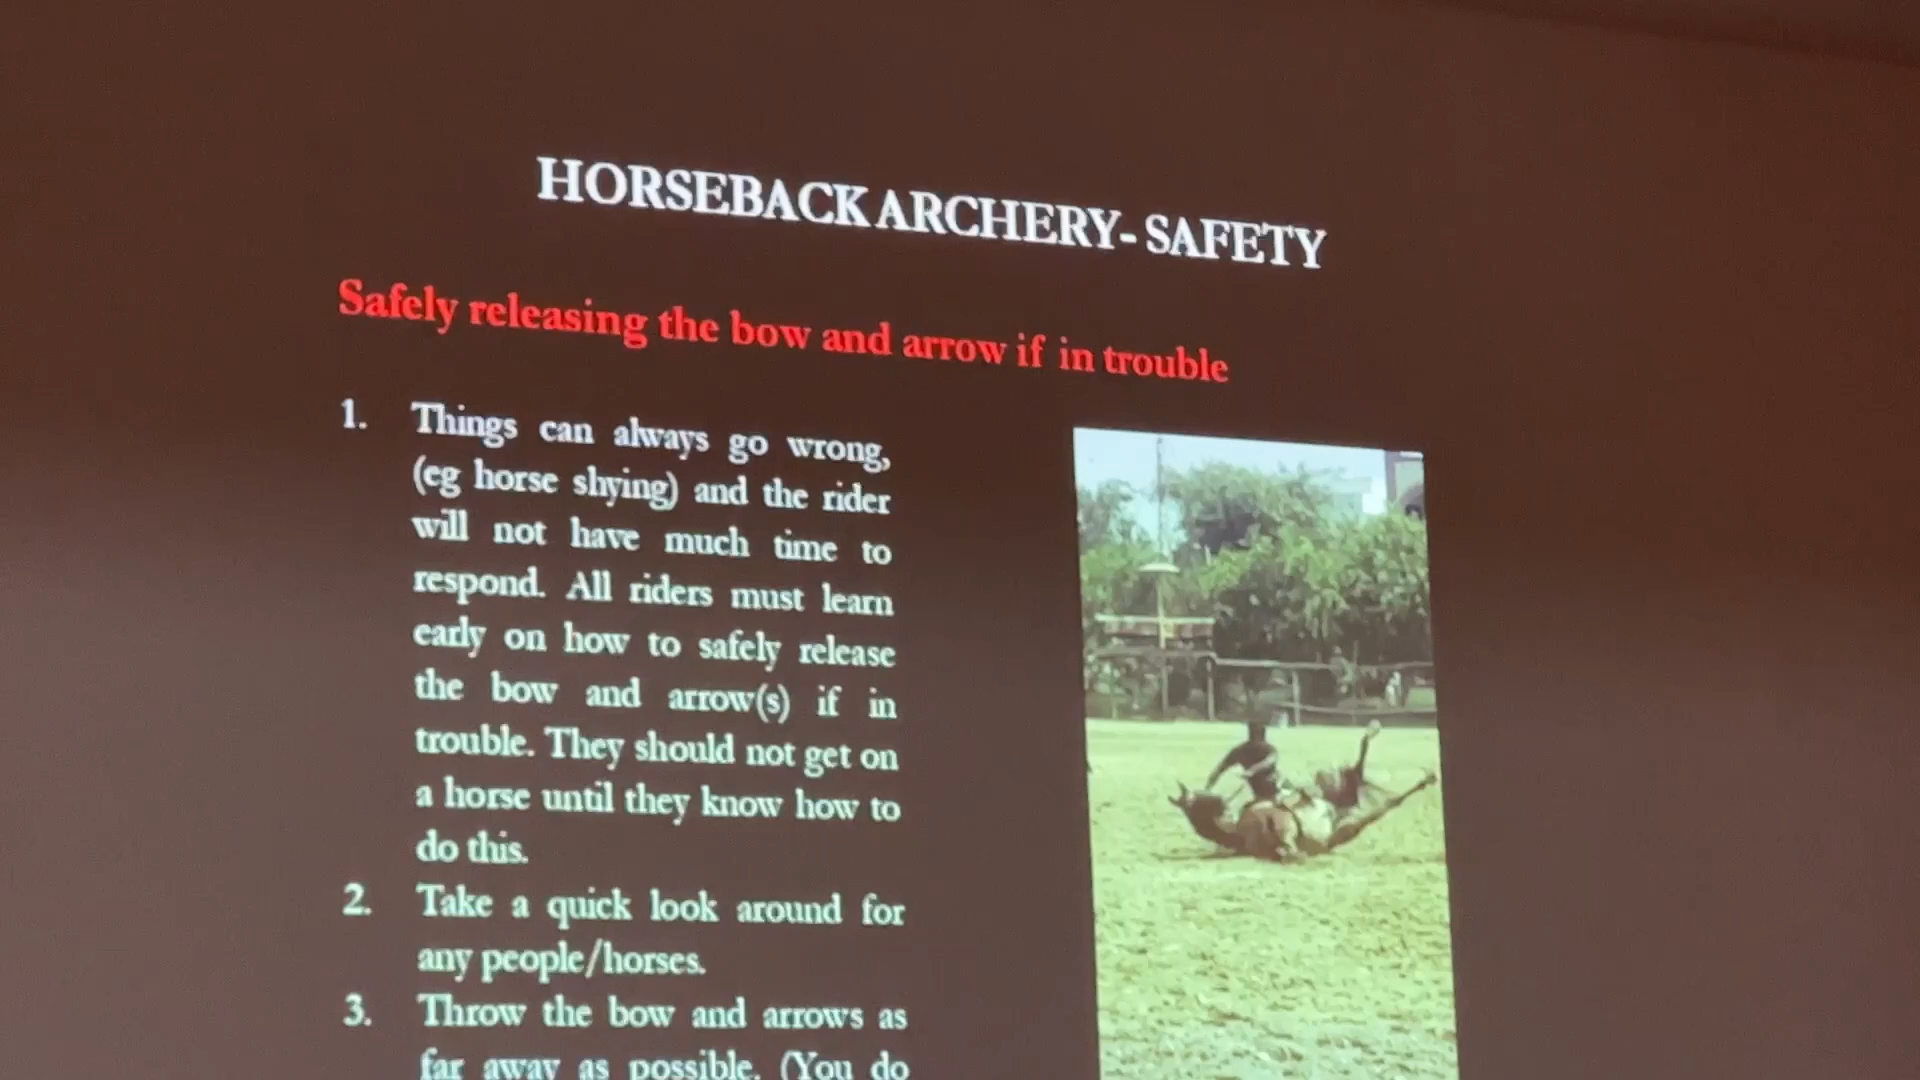 HORSEBACK ARCHERY- SAFETY
Safely releasing the bow and arrow if in trouble
1. Things can always go wrong,
(eg horse shying) and the rider
will not have much time to
respond. All riders must learn
early on how to safely release
the bow and arrow(s) if in
trouble. They should not get on
a horse until they know how to
do this.
2. Take a quick look around for
any people/horses.
3. Throw the bow and arrows as
far away as possible. (You do